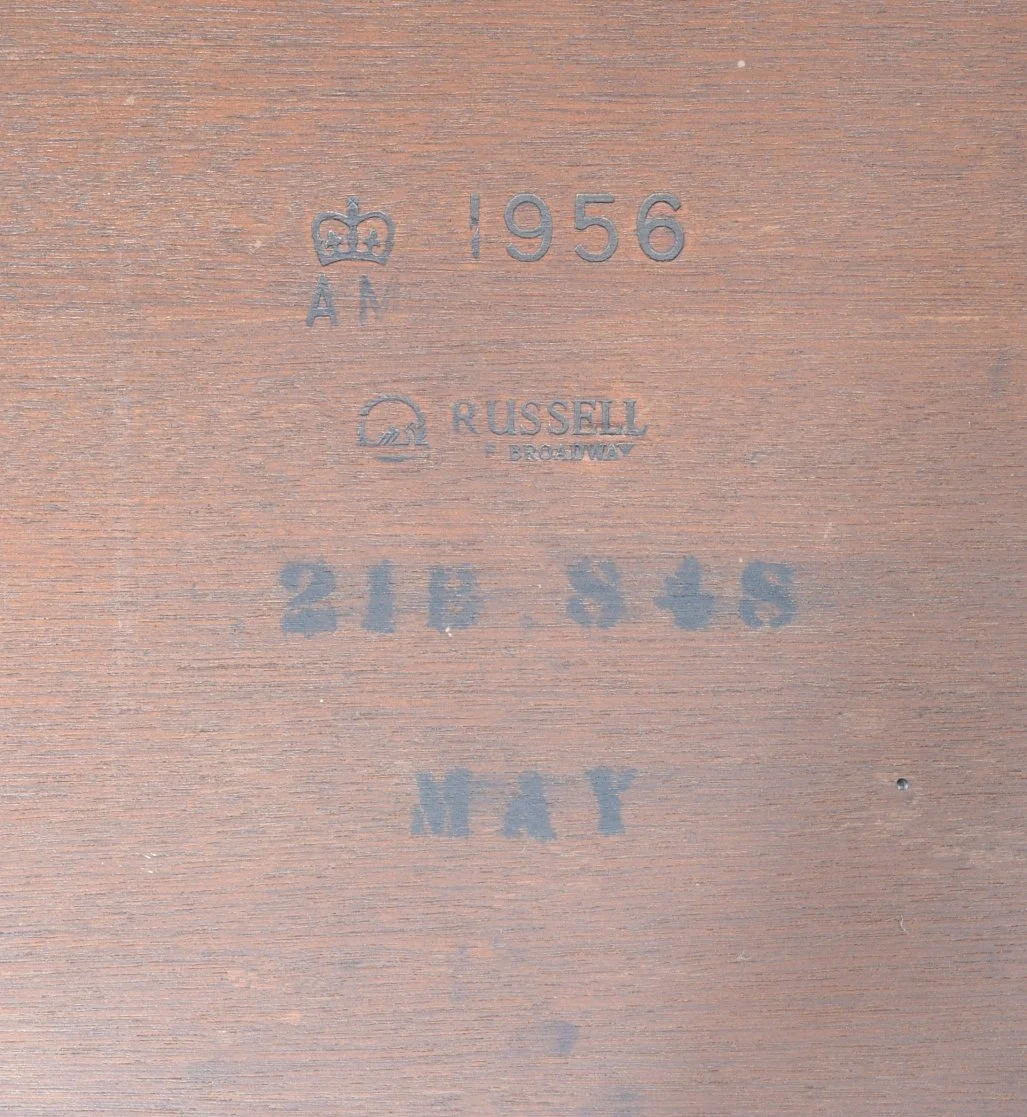 1956
AM
RUSSELL
F BROADWAY
21B 848
MAY